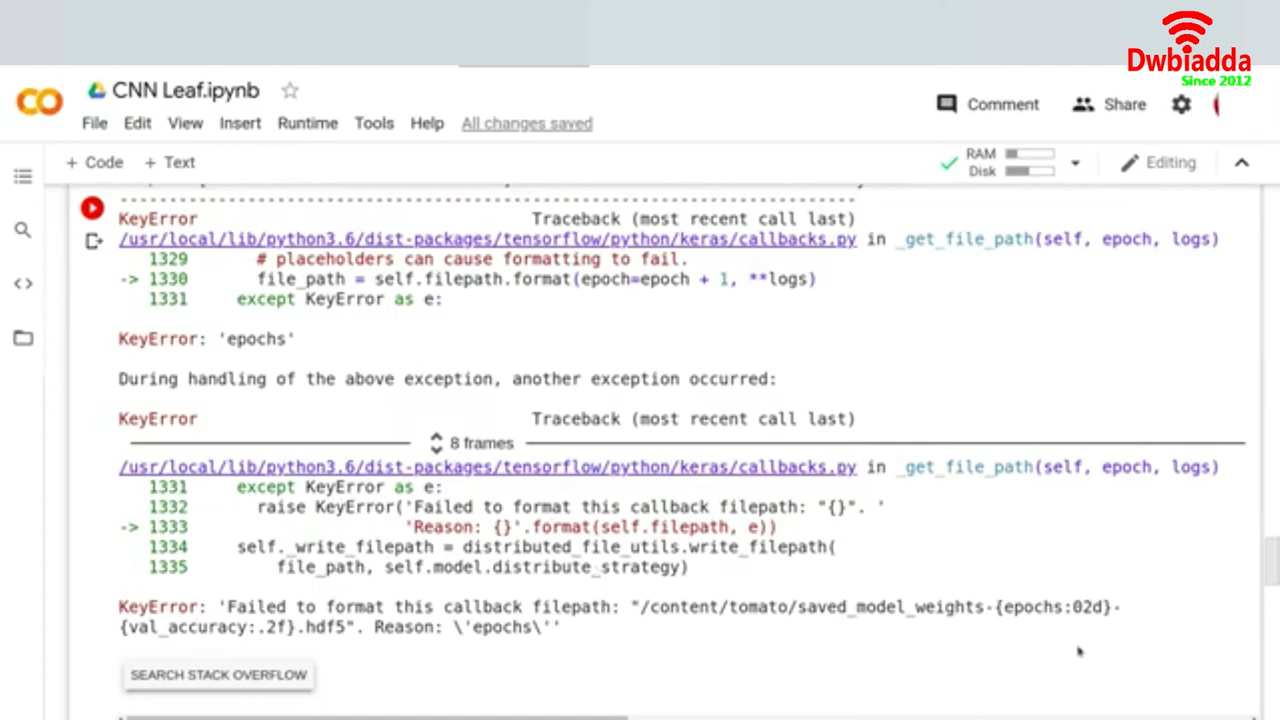 Dwbiadda
Since 2012
CO CNN Leaf.ipynb
File Edit View Insert Runtime Tools Help All changes saved
Comment Share
+ Code + Text
RAM
Disk
Editing
KeyError Traceback (most recent call last)
/usr/local/lib/python3.6/dist-packages/tensorflow/python/keras/callbacks.py in _get_file_path(self, epoch, logs)
1329 # placeholders can cause formatting to fail.
-> 1330 file_path = self.filepath.format(epoch=epoch + 1, **logs)
1331 except KeyError as e:
KeyError: 'epochs'
During handling of the above exception, another exception occurred:
KeyError Traceback (most recent call last)
8 frames
/usr/local/lib/python3.6/dist-packages/tensorflow/python/keras/callbacks.py in _get_file_path(self, epoch, logs)
1331 except KeyError as e:
1332 raise KeyError('Failed to format this callback filepath: "{}". '
-> 1333 'Reason: {}'.format(self.filepath, e))
1334 self._write_filepath = distributed_file_utils.write_filepath(
1335 file_path, self.model.distribute_strategy)
KeyError: 'Failed to format this callback filepath: "/content/tomato/saved_model_weights-{epochs:02d}-
{val_accuracy:.2f}.hdf5". Reason: \'epochs\''
SEARCH STACK OVERFLOW